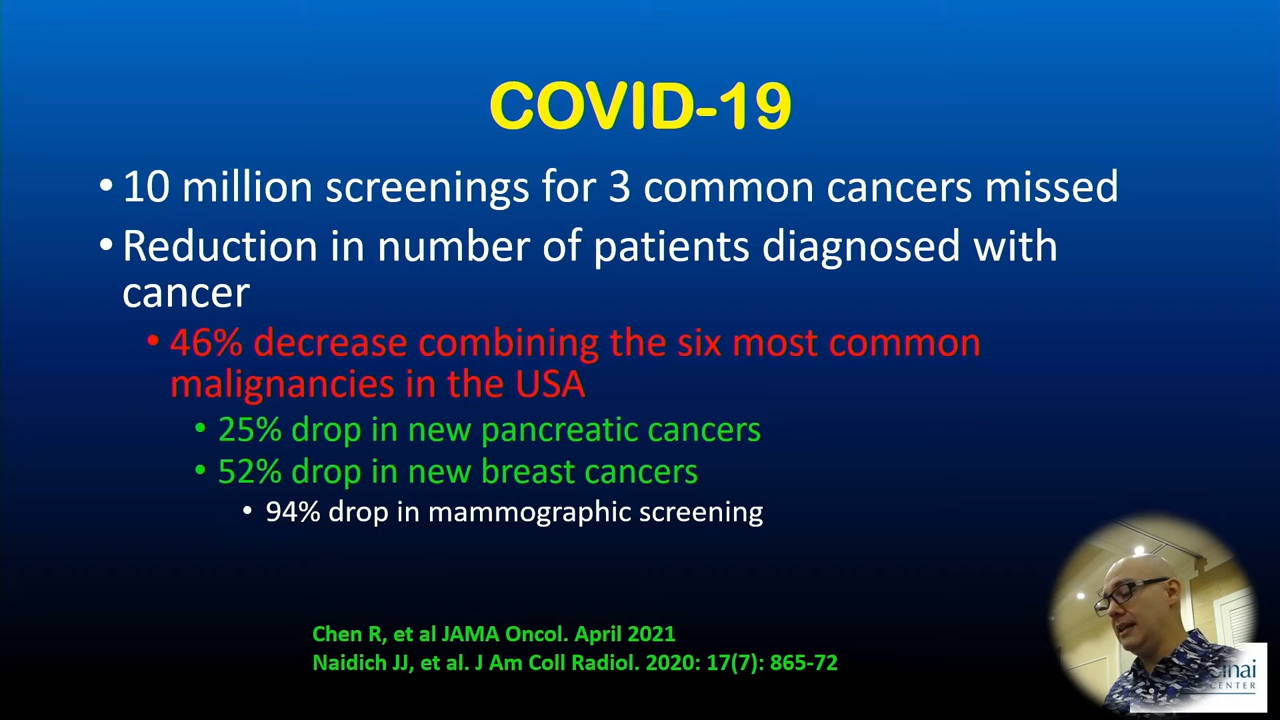 COVID-19
• 10 million screenings for 3 common cancers missed
• Reduction in number of patients diagnosed with
cancer
• 46% decrease combining the six most common
malignancies in the USA
• 25% drop in new pancreatic cancers
• 52% drop in new breast cancers
• 94% drop in mammographic screening
Chen R, et al JAMA Oncol. April 2021
Naidich JJ, et al. J Am Coll Radiol. 2020: 17(7): 865-72
CENTER